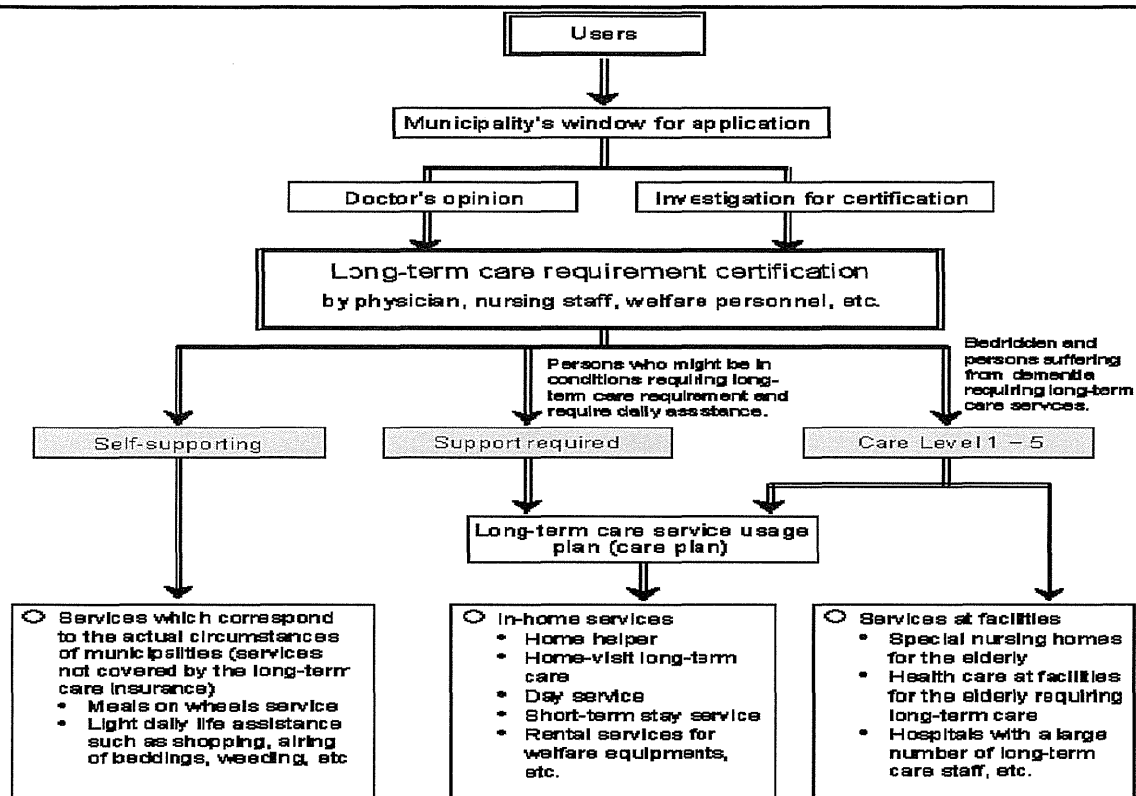 Users
Municipality's window for application
Doctor's opinion
Investigation for certification
Long-term care requirement certification
by physician, nursing staff, welfare personnel, etc.
Persons who might be in
conditions requiring long-
term care requirement and
require daily assistance.
Bedridden and
persons suffering
from dementia
requiring long-term
care services.
Self-supporting
Support required
Care Level 1 – 5
Long-term care service usage
plan (care plan)
Services which correspond
to the actual circumstances
of municipalities (services
not covered by the long-term
care insurance)
• Meals on wheels service
• Light daily life assistance
such as shopping, airing
of beddings, weeding, etc
In-home services
• Home helper
• Home-visit long-term
care
• Day service
• Short-term stay service
• Rental services for
welfare equipments,
etc.
Services at facilities
• Special nursing homes
for the elderly
• Health care at facilities
for the elderly requiring
long-term care
• Hospitals with a large
number of long-term
care staff, etc.